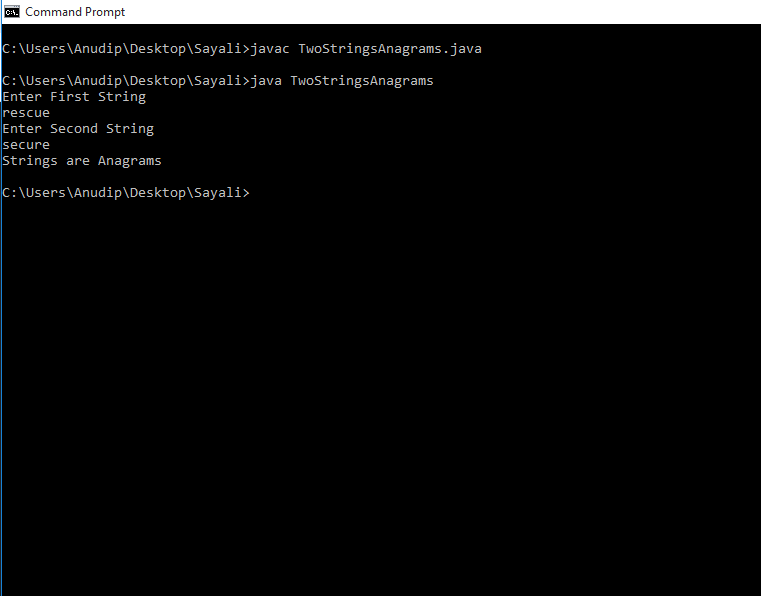 Command Prompt
C:\Users\Anudip\Desktop\Sayali>javac TwoStringsAnagrams.java
C:\Users\Anudip\Desktop\Sayali>java TwoStringsAnagrams
Enter First String
rescue
Enter Second String
secure
Strings are Anagrams
C:\Users\Anudip\Desktop\Sayali>